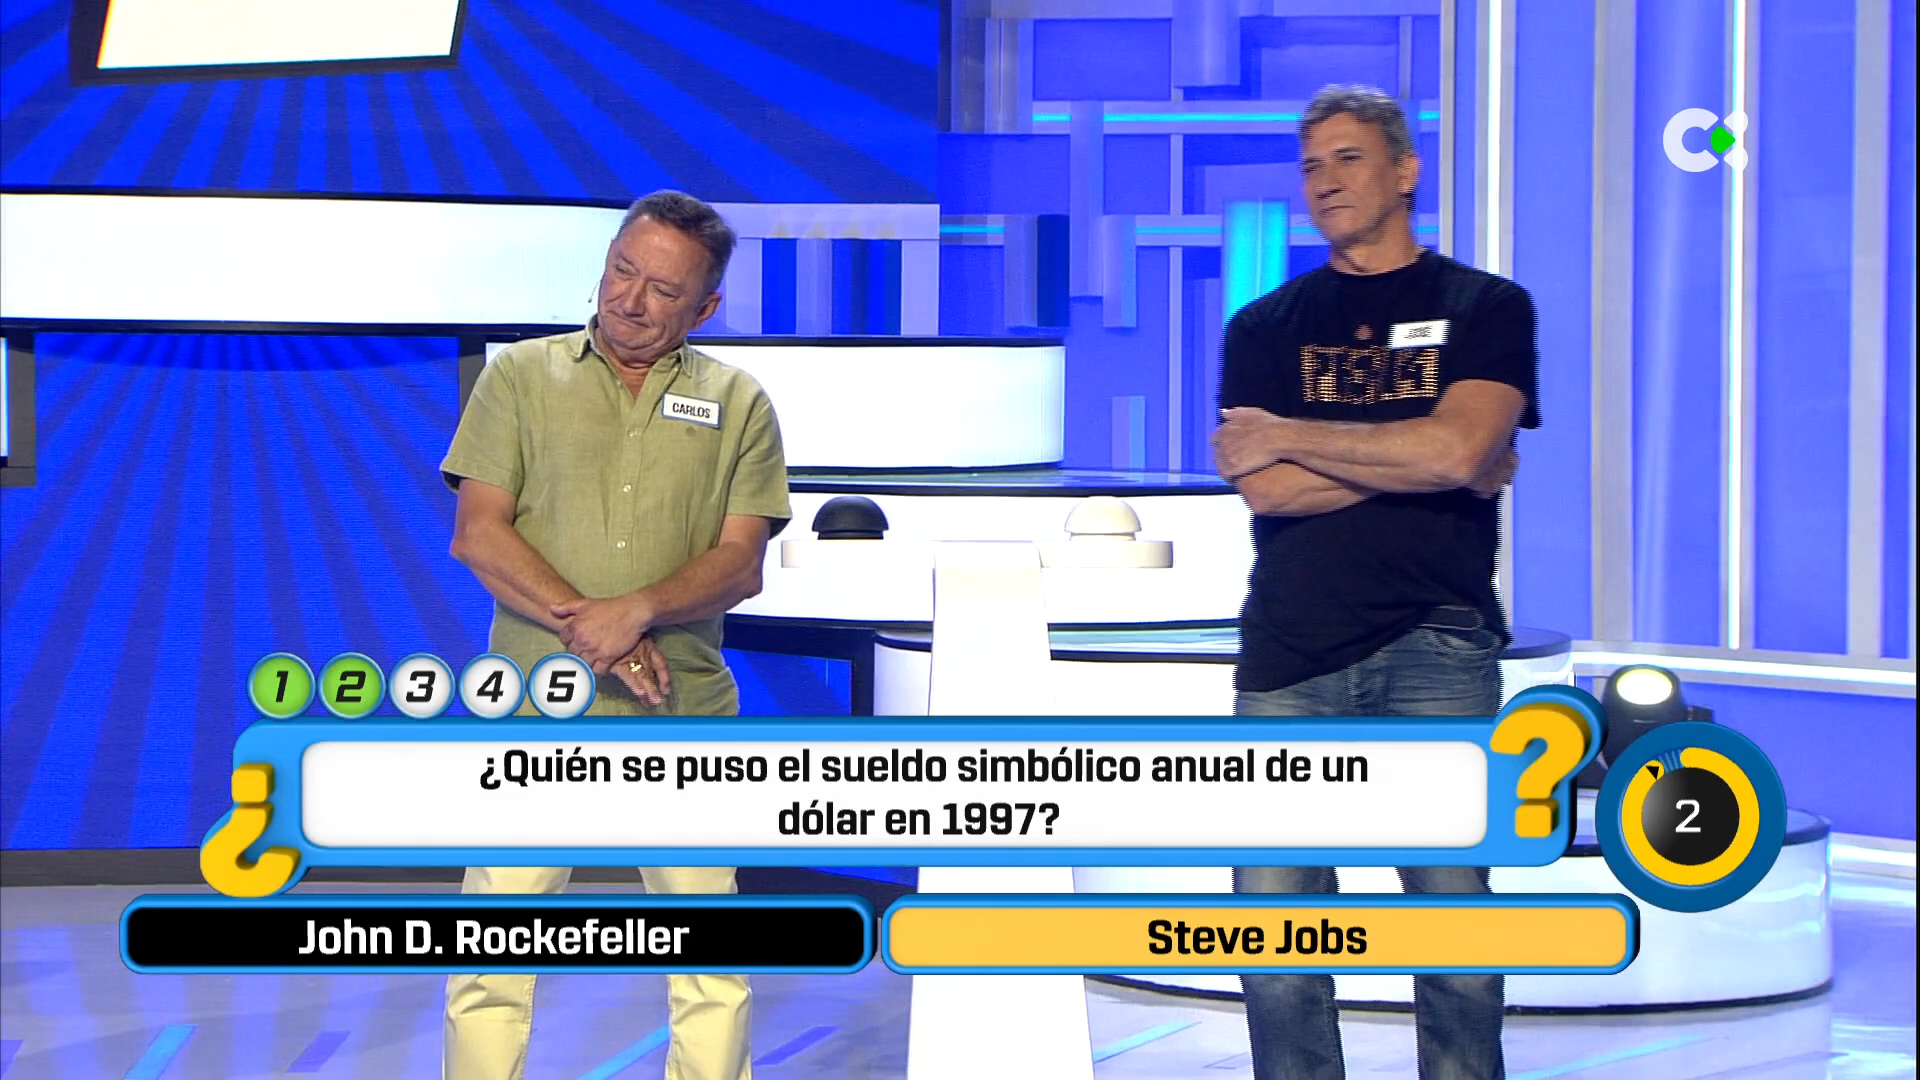 CARLOS
1 2 3 4 5
¿Quién se puso el sueldo simbólico anual de un
dólar en 1997?
2
John D. Rockefeller
Steve Jobs